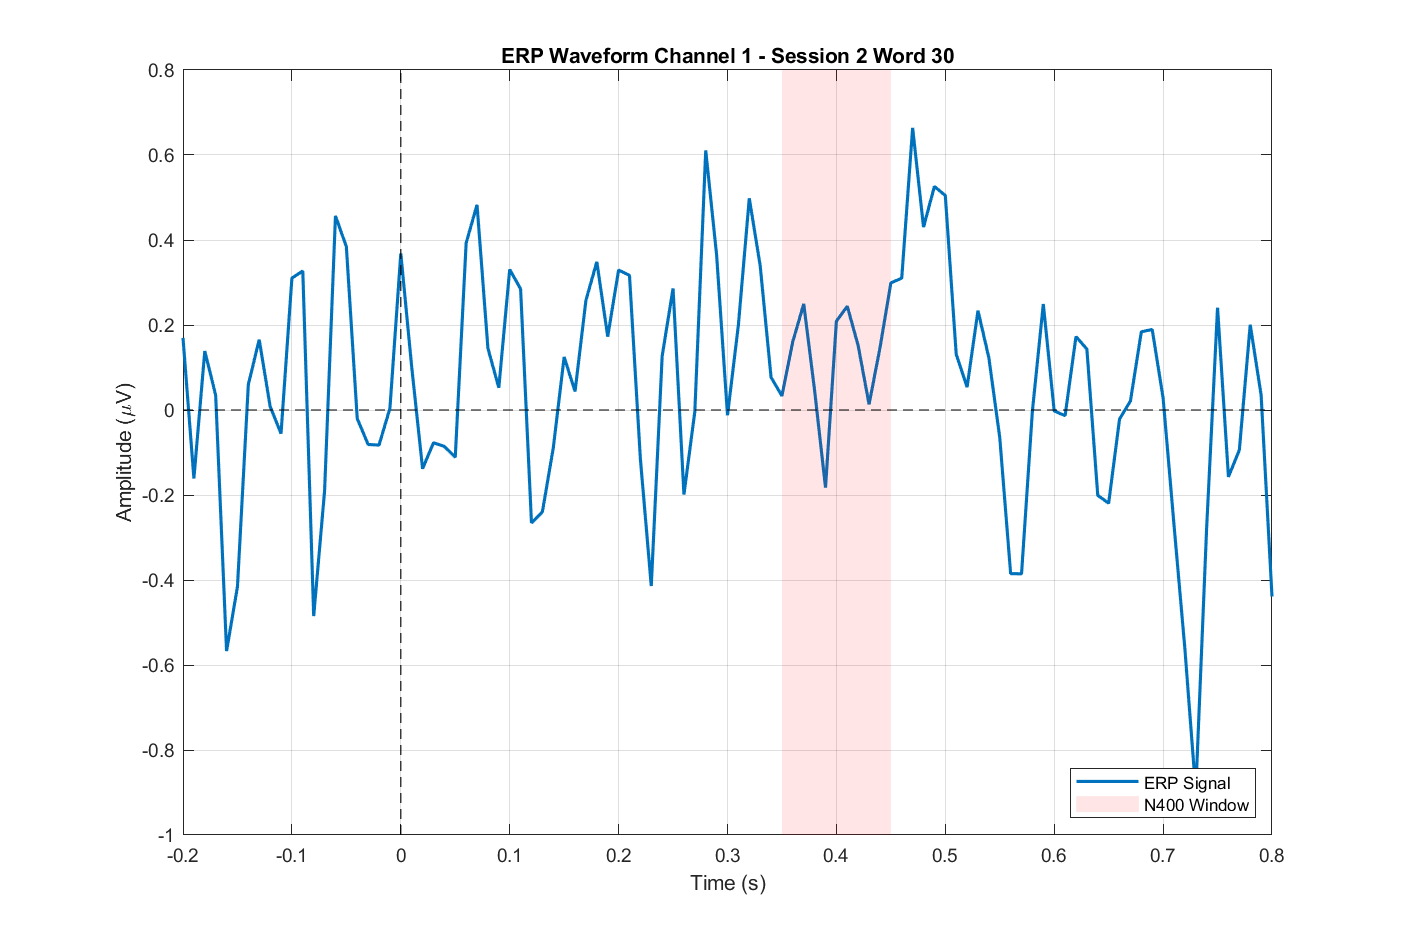 ERP Waveform Channel 1 - Session 2 Word 30
0.8
0.6
0.4
0.2
0
-0.2
-0.4
-0.6
-0.8
-1
Amplitude (μV)
-0.2 -0.1 0 0.1 0.2 0.3 0.4 0.5 0.6 0.7 0.8
Time (s)
ERP Signal
N400 Window